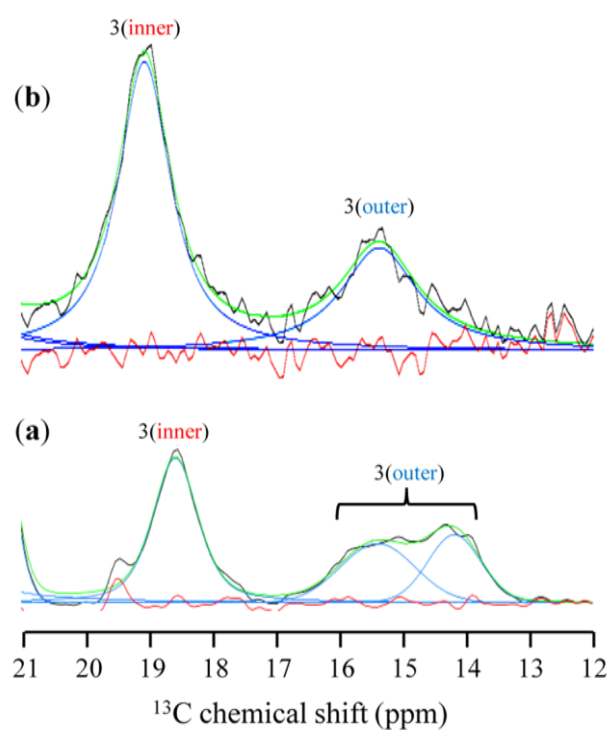 3(inner)
(b)
3(outer)
(a)
3(inner)
3(outer)
21 20 19 18 17 16 15 14 13 12
¹³C chemical shift (ppm)